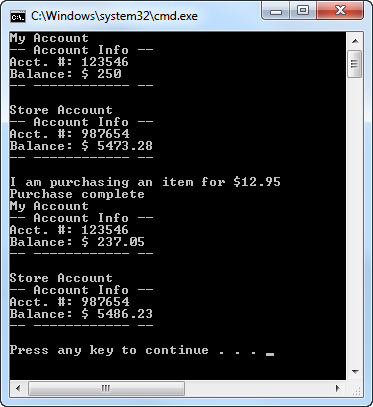 C:\Windows\system32\cmd.exe
My Account
-- Account Info --
Acct. #: 123546
Balance: $ 250
-- ------------- --

Store Account
-- Account Info --
Acct. #: 987654
Balance: $ 5473.28
-- ------------- --

I am purchasing an item for $12.95
Purchase complete
My Account
-- Account Info --
Acct. #: 123546
Balance: $ 237.05
-- ------------- --

Store Account
-- Account Info --
Acct. #: 987654
Balance: $ 5486.23
-- ------------- --

Press any key to continue . . . _